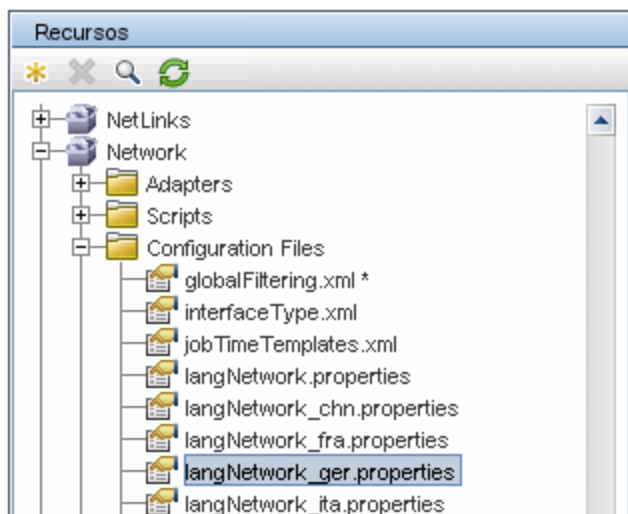 Recursos
NetLinks
Network
Adapters
Scripts
Configuration Files
globalFiltering.xml *
interfaceType.xml
jobTimeTemplates.xml
langNetwork.properties
langNetwork_chn.properties
langNetwork_fra.properties
langNetwork_ger.properties
langNetwork_ita.properties